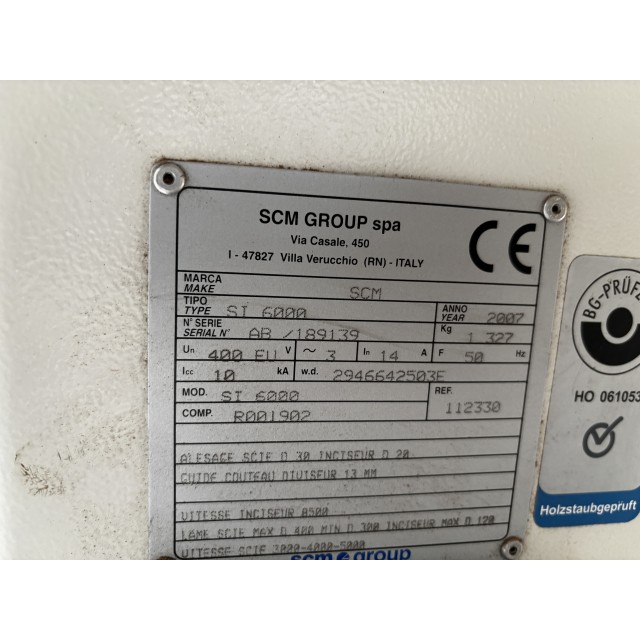 SCM GROUP spa
Via Casale, 450
I - 47827 Villa Verucchio (RN) - ITALY
CE
MARCA
MAKE SCM
TIPO
TYPE SI 6000
ANNO
YEAR 2007
N° SERIE
SERIAL N° AB /189139
Kg 1 327
Un 400 EU V ~ 3 In 14 A F 50 Hz
Icc 10 kA w.d. 2946642503E
MOD. SI 6000
REF. 112330
COMP. R001902
ALESAGE SCIE D 30 INCISEUR D 20
GUIDE COUTEAU DIVISEUR 13 MM
VITESSE INCISEUR 8500
LAME SCIE MAX D 400 MIN D 300 INCISEUR MAX D 120
VITESSE SCIE 3000-4000-5000
scm group
BG-PRÜF
HO 061053
Holzstaubgeprüft